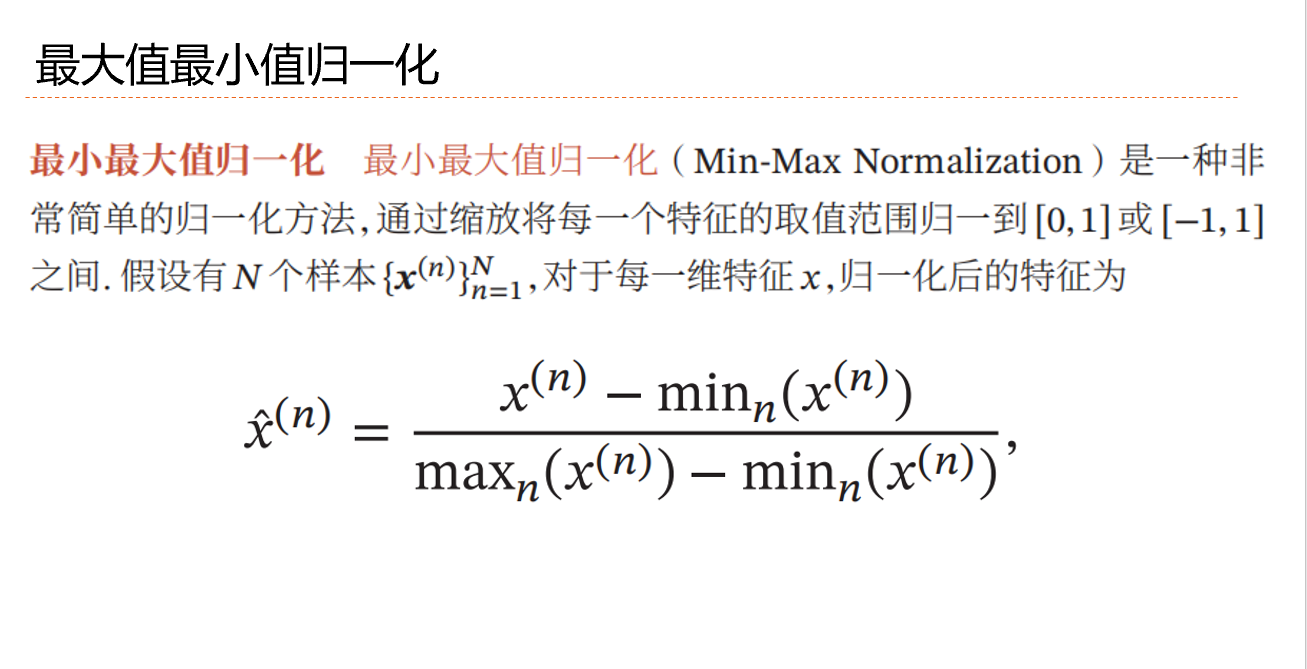 最大值最小值归一化
最小最大值归一化 最小最大值归一化(Min-Max Normalization)是一种非
常简单的归一化方法,通过缩放将每一个特征的取值范围归一到[0, 1]或[−1, 1]
之间. 假设有 N 个样本{x^(n)}_{n=1}^N,对于每一维特征 x,归一化后的特征为
x̂^(n) = (x^(n) − min_n(x^(n))) / (max_n(x^(n)) − min_n(x^(n))),